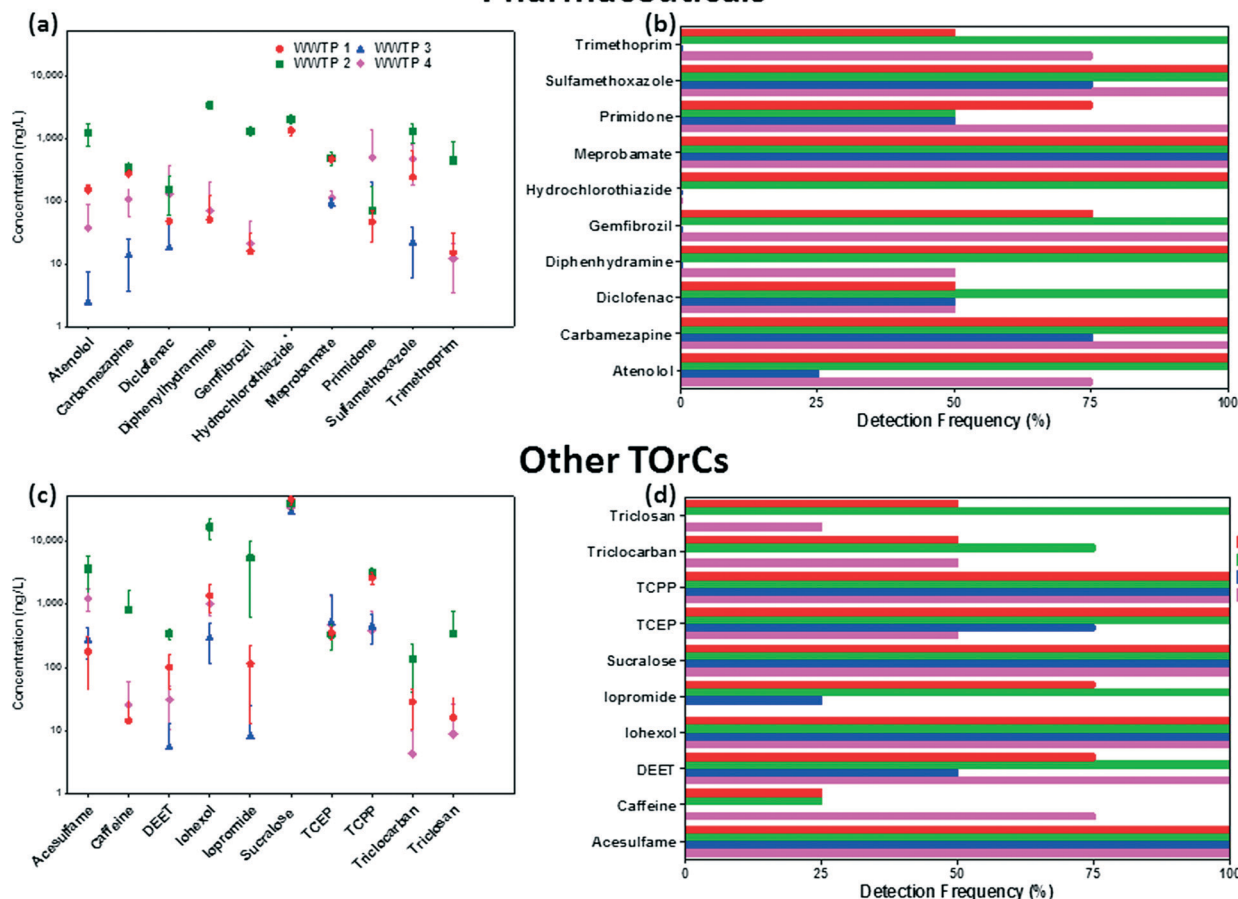 Pharmaceuticals
(a)
WWTP 1
WWTP 3
WWTP 2
WWTP 4
Concentration (ng/L)
10,000
1,000
100
10
1
Atenolol
Carbamezapine
Diclofenac
Diphenylhydramine
Gemfibrozil
Hydrochlorothiazide*
Meprobamate
Primidone
Sulfamethoxazole
Trimethoprim
(b)
Trimethoprim
Sulfamethoxazole
Primidone
Meprobamate
Hydrochlorothiazide
Gemfibrozil
Diphenhydramine
Diclofenac
Carbamezapine
Atenolol
0 25 50 75 100
Detection Frequency (%)
Other TOrCs
(c)
Concentration (ng/L)
10,000
1,000
100
10
1
Acesulfame
Caffeine
DEET
Iohexol
Iopromide
Sucralose
TCEP
TCPP
Triclocarban
Triclosan
(d)
Triclosan
Triclocarban
TCPP
TCEP
Sucralose
Iopromide
Iohexol
DEET
Caffeine
Acesulfame
0 25 50 75 100
Detection Frequency (%)